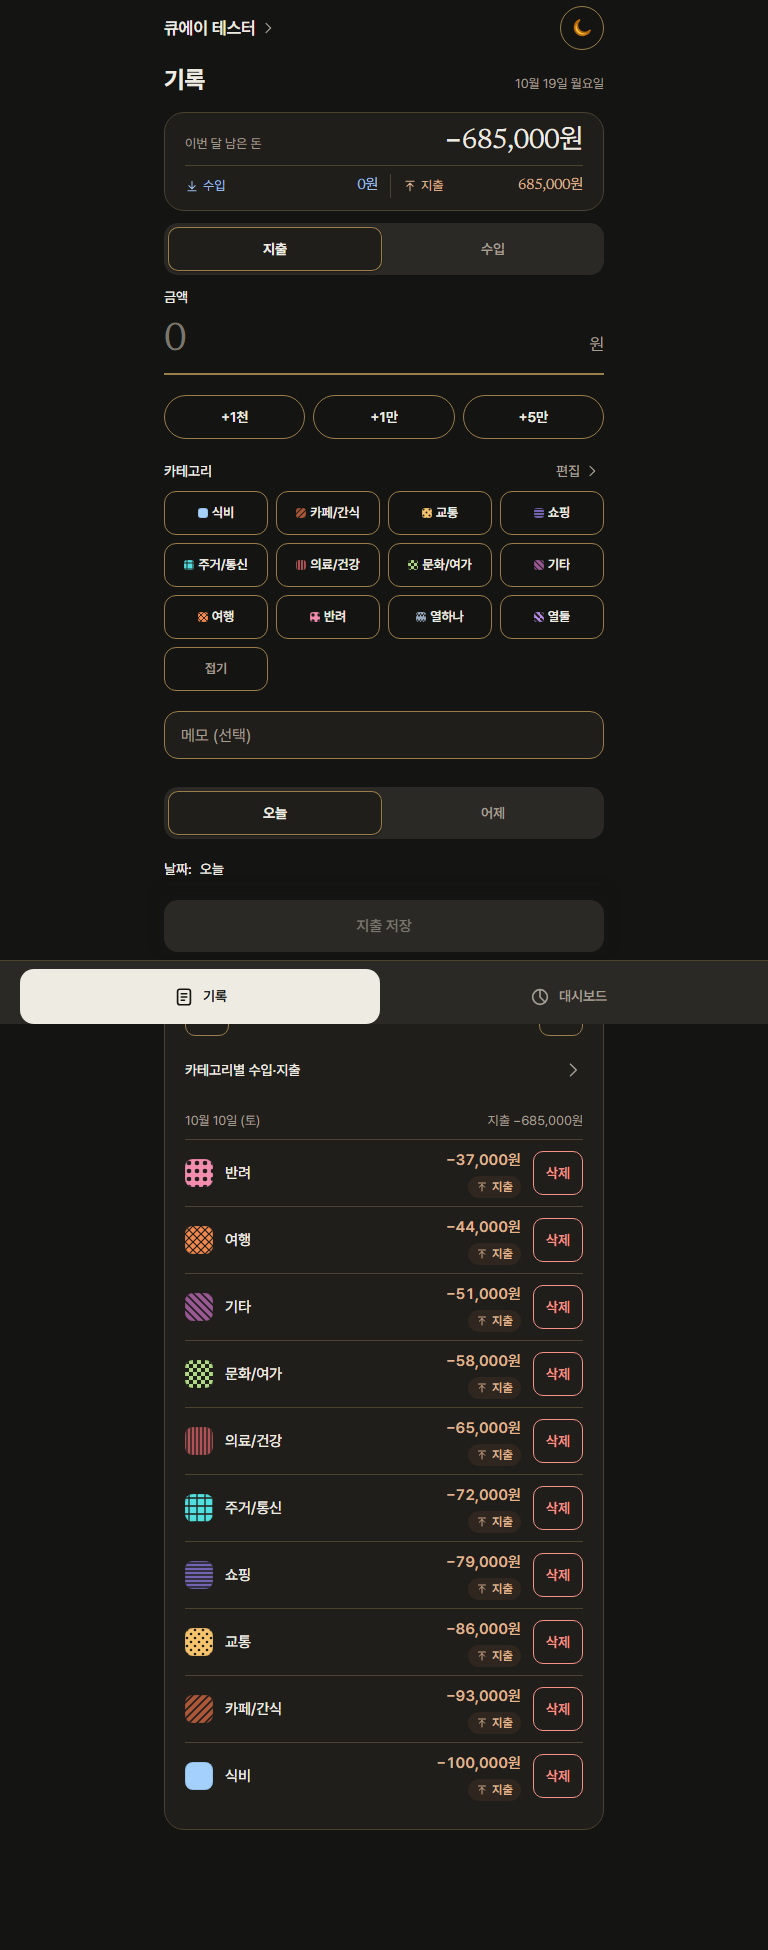 큐에이 테스터
기록
10월 19일 월요일
이번 달 남은 돈
−685,000원
수입 0원 지출 685,000원
지출 수입
금액
0 원
+1천 +1만 +5만
카테고리 편집
식비 카페/간식 교통 쇼핑
주거/통신 의료/건강 문화/여가 기타
여행 반려 열하나 열둘
접기
메모 (선택)
오늘 어제
날짜: 오늘
지출 저장
기록 대시보드
카테고리별 수입·지출
10월 10일 (토) 지출 −685,000원
반려 −37,000원 삭제
지출
여행 −44,000원 삭제
지출
기타 −51,000원 삭제
지출
문화/여가 −58,000원 삭제
지출
의료/건강 −65,000원 삭제
지출
주거/통신 −72,000원 삭제
지출
쇼핑 −79,000원 삭제
지출
교통 −86,000원 삭제
지출
카페/간식 −93,000원 삭제
지출
식비 −100,000원 삭제
지출